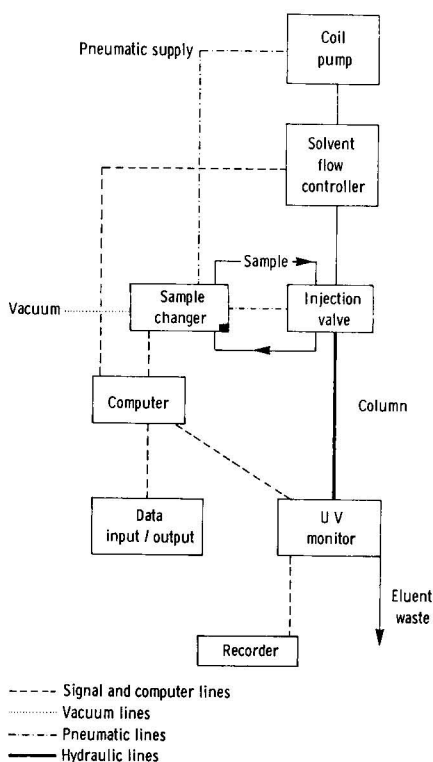 Coil
pump
Pneumatic supply
Solvent
flow
controller
Sample
Vacuum
Sample
changer
Injection
valve
Computer
Column
Data
input / output
U V
monitor
Eluent
waste
Recorder
Signal and computer lines
Vacuum lines
Pneumatic lines
Hydraulic lines